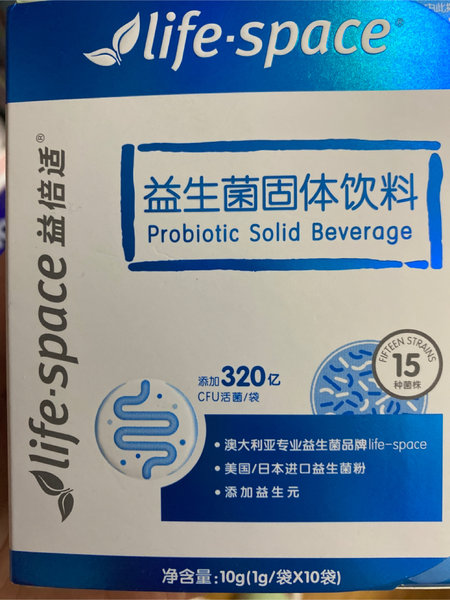 life·space®
益生菌固体饮料
Probiotic Solid Beverage
life·space 益倍适®
添加320亿
CFU活菌/袋
FIFTEEN STRAINS
15
种菌株
• 澳大利亚专业益生菌品牌life-space
• 美国/日本进口益生菌粉
• 添加益生元
净含量:10g(1g/袋X10袋)